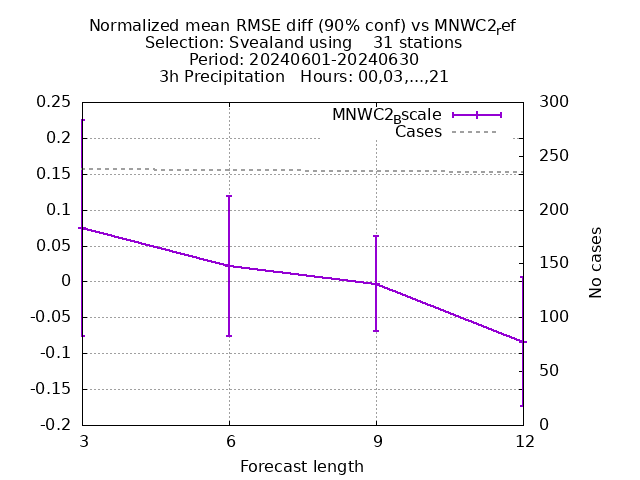 Normalized mean RMSE diff (90% conf) vs MNWC2ref
Selection: Svealand using    31 stations
Period: 20240601-20240630
3h Precipitation   Hours: 00,03,...,21
MNWC2Bscale
Cases
0.25
0.2
0.15
0.1
0.05
0
-0.05
-0.1
-0.15
-0.2
300
250
200
150
100
50
0
No cases
3 6 9 12
Forecast length